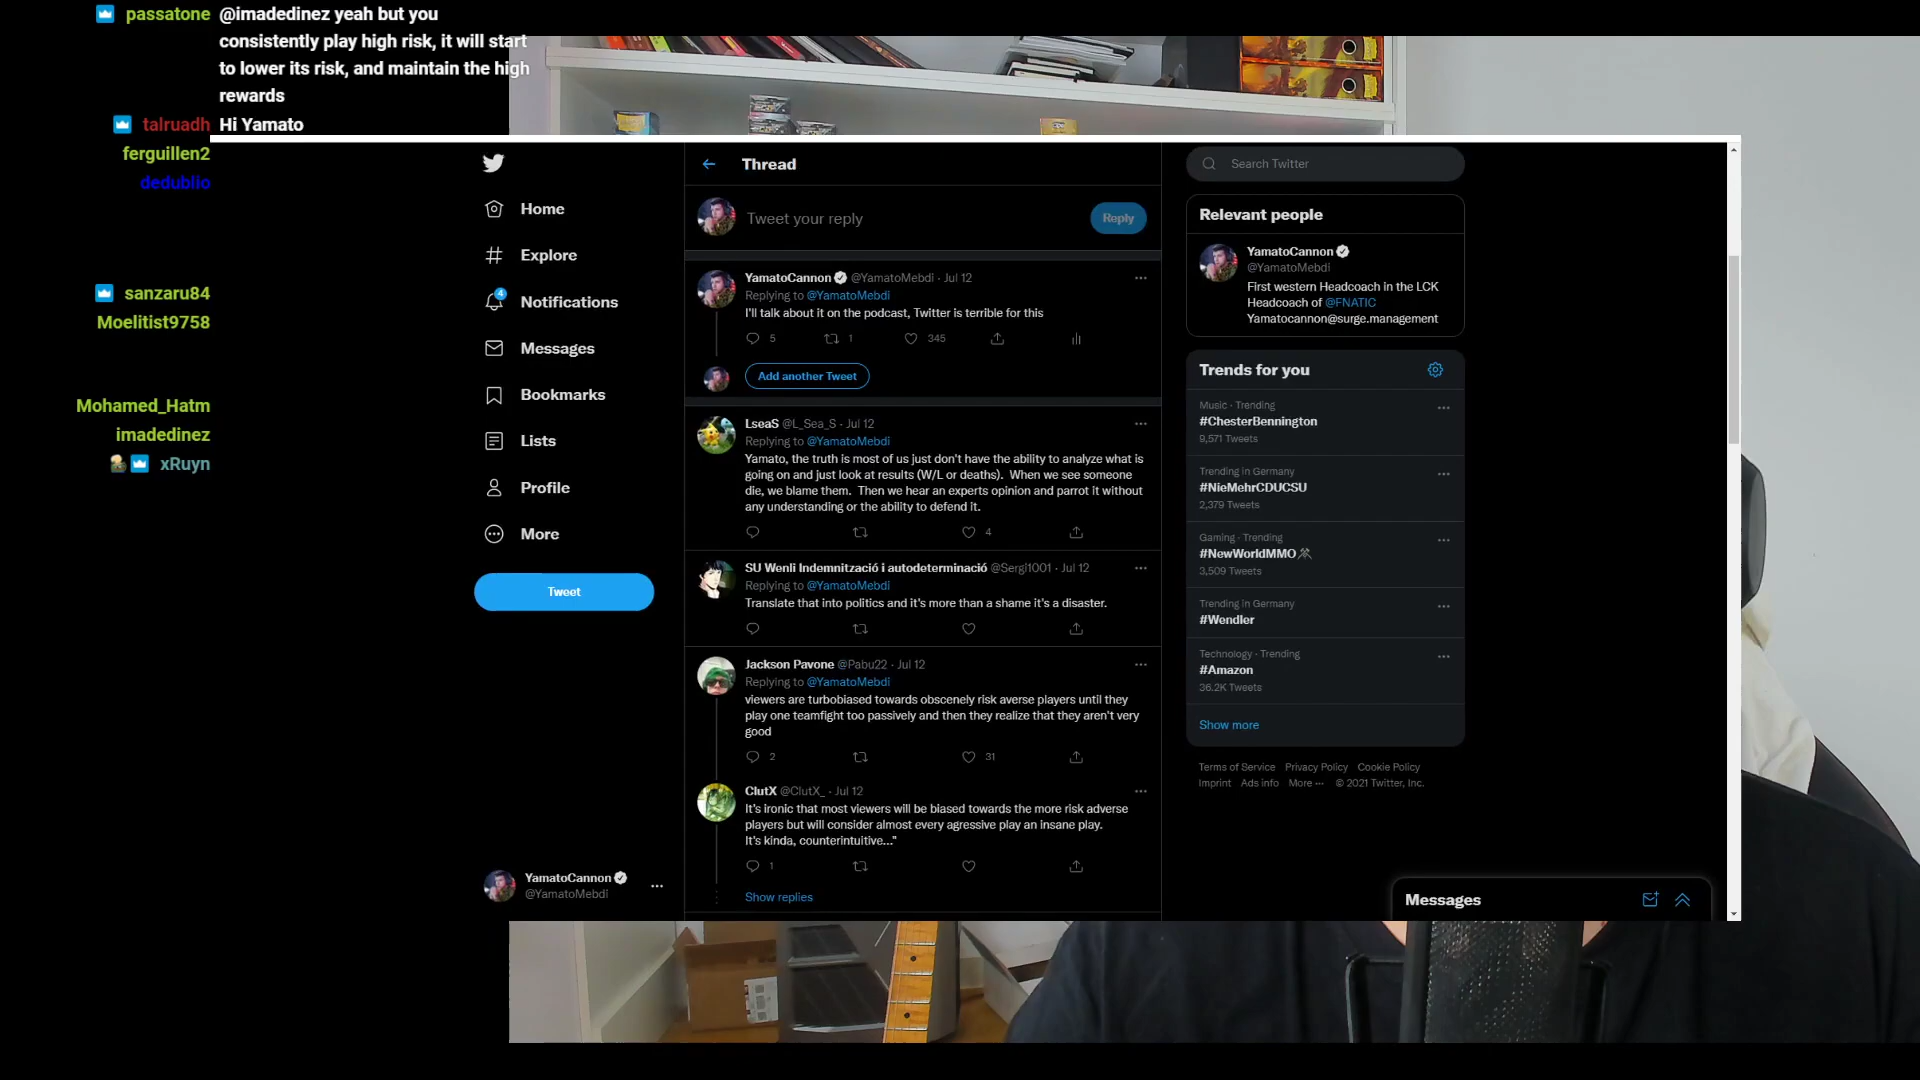 passatone @imadedinez yeah but you
consistently play high risk, it will start
to lower its risk, and maintain the high
rewards
talruadh Hi Yamato
ferguillen2
dedublio
sanzaru84
Moelitist9758
Mohamed_Hatm
imadedinez
xRuyn
Home
Explore
4
Notifications
Messages
Bookmarks
Lists
Profile
More
Tweet
YamatoCannon
@YamatoMebdi
Thread
Tweet your reply
Reply
YamatoCannon @YamatoMebdi · Jul 12
Replying to @YamatoMebdi
I'll talk about it on the podcast, Twitter is terrible for this
5 1 345
Add another Tweet
LseaS @L_Sea_S · Jul 12
Replying to @YamatoMebdi
Yamato, the truth is most of us just don't have the ability to analyze what is
going on and just look at results (W/L or deaths). When we see someone
die, we blame them. Then we hear an experts opinion and parrot it without
any understanding or the ability to defend it.
4
SU Wenli Indemnització i autodeterminació @Sergi1001 · Jul 12
Replying to @YamatoMebdi
Translate that into politics and it's more than a shame it's a disaster.
Jackson Pavone @Pabu22 · Jul 12
Replying to @YamatoMebdi
viewers are turbobiased towards obscenely risk averse players until they
play one teamfight too passively and then they realize that they aren't very
good
2 31
ClutX @ClutX_ · Jul 12
It's ironic that most viewers will be biased towards the more risk adverse
players but will consider almost every agressive play an insane play.
It's kinda, counterintuitive..."
1
Show replies
Search Twitter
Relevant people
YamatoCannon
@YamatoMebdi
First western Headcoach in the LCK
Headcoach of @FNATIC
Yamatocannon@surge.management
Trends for you
Music · Trending
#ChesterBennington
9,571 Tweets
Trending in Germany
#NieMehrCDUCSU
2,379 Tweets
Gaming · Trending
#NewWorldMMO
3,509 Tweets
Trending in Germany
#Wendler
Technology · Trending
#Amazon
36.2K Tweets
Show more
Terms of Service Privacy Policy Cookie Policy
Imprint Ads info More ··· © 2021 Twitter, Inc.
Messages